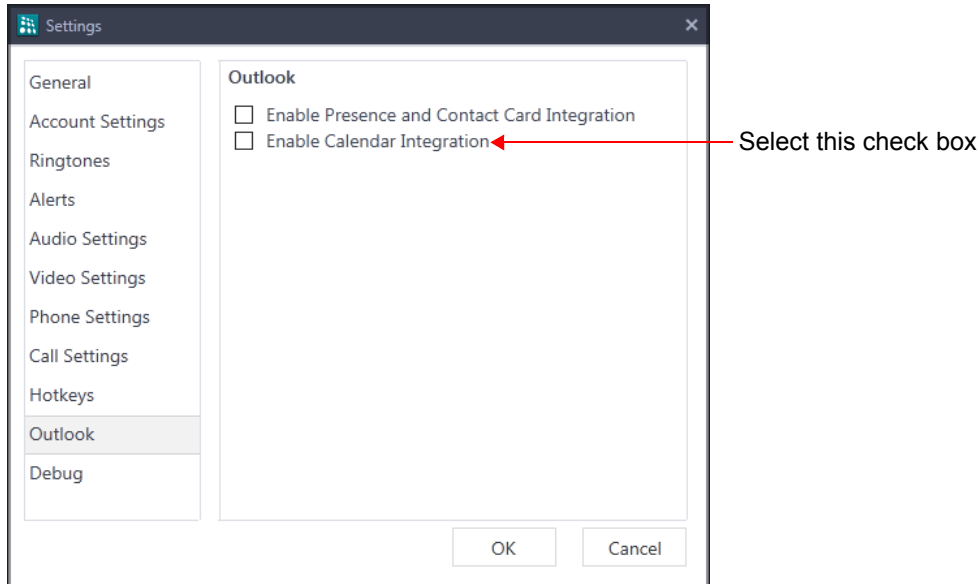 Settings
General
Account Settings
Ringtones
Alerts
Audio Settings
Video Settings
Phone Settings
Call Settings
Hotkeys
Outlook
Debug
Outlook
Enable Presence and Contact Card Integration
Enable Calendar Integration
Select this check box
OK
Cancel